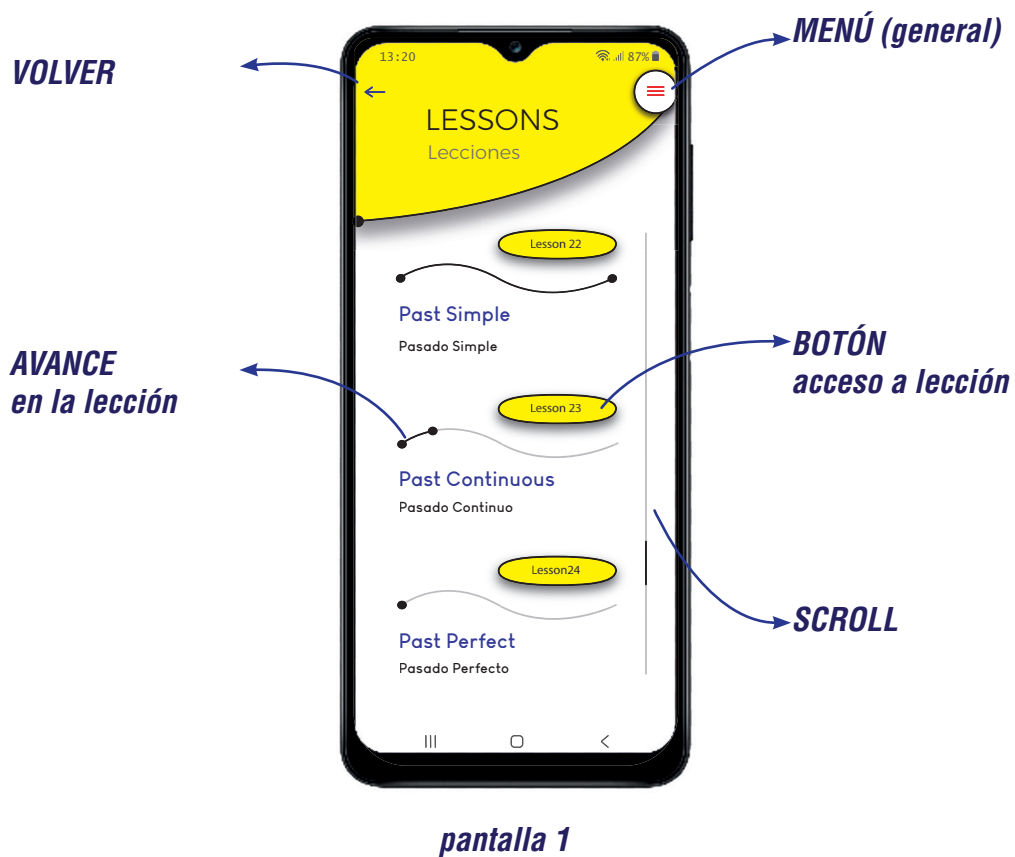 MENÚ (general)
VOLVER
13:20
87%
LESSONS
Lecciones
Lesson 22
Past Simple
Pasado Simple
AVANCE
en la lección
BOTÓN
acceso a lección
Lesson 23
Past Continuous
Pasado Continuo
Lesson24
SCROLL
Past Perfect
Pasado Perfecto
pantalla 1